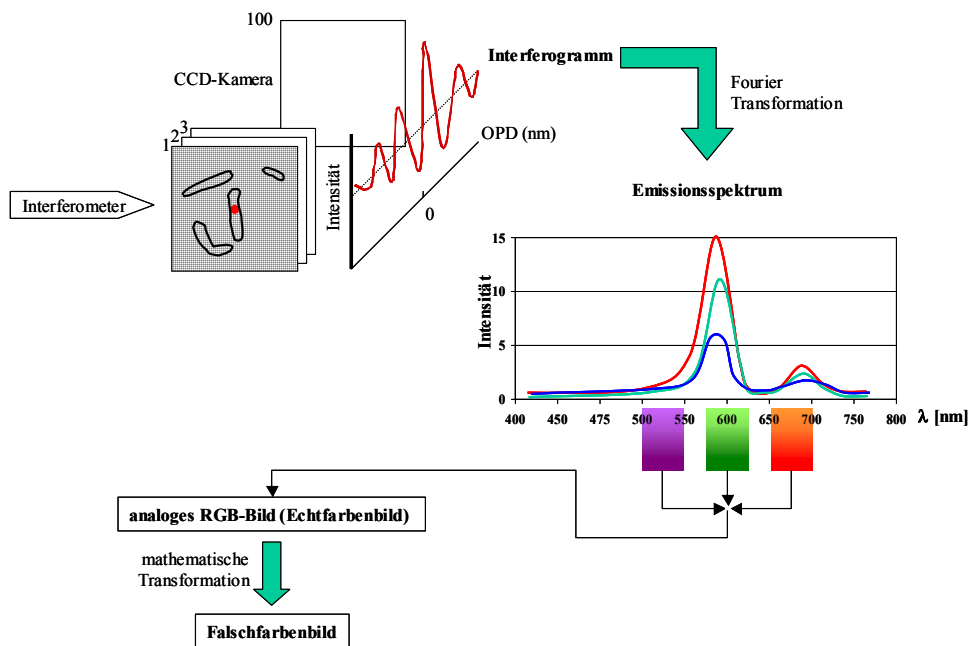 100
CCD-Kamera
1 2 3
Interferometer
Intensität
0
OPD (nm)
Interferogramm
Fourier
Transformation
Emissionsspektrum
Intensität
15
10
5
0
400 450 475 500 550 600 650 700 750 800
λ [nm]
analoges RGB-Bild (Echtfarbenbild)
mathematische
Transformation
Falschfarbenbild